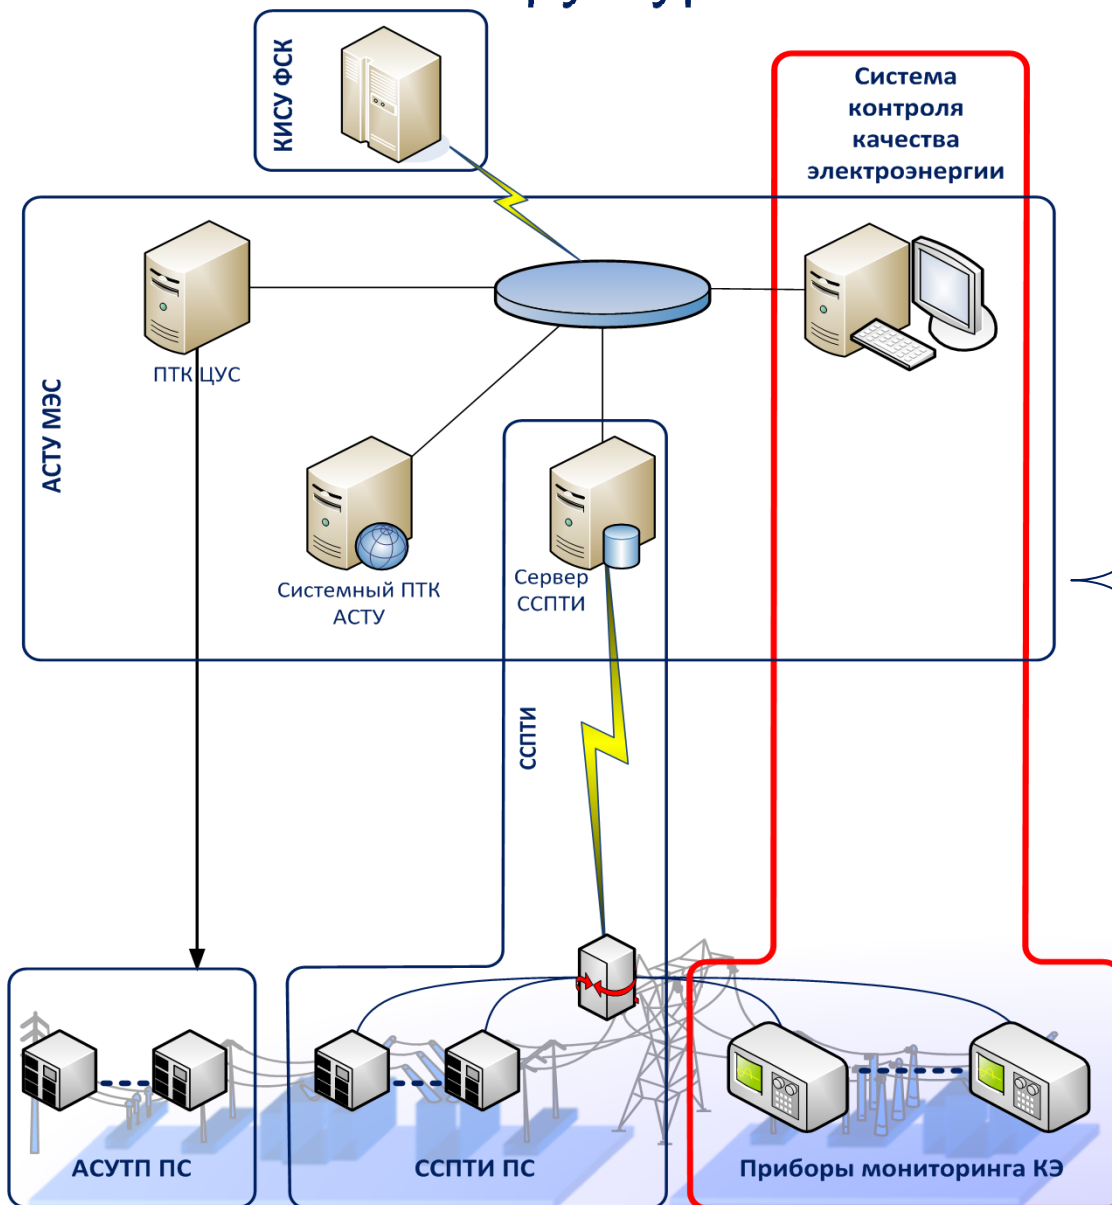 КИСУ ФСК
Система
контроля
качества
электроэнергии
АСТУ МЭС
ПТК ЦУС
Системный ПТК
АСТУ
Сервер
ССПТИ
ССПТИ
АСУТП ПС
ССПТИ ПС
Приборы мониторинга КЭ